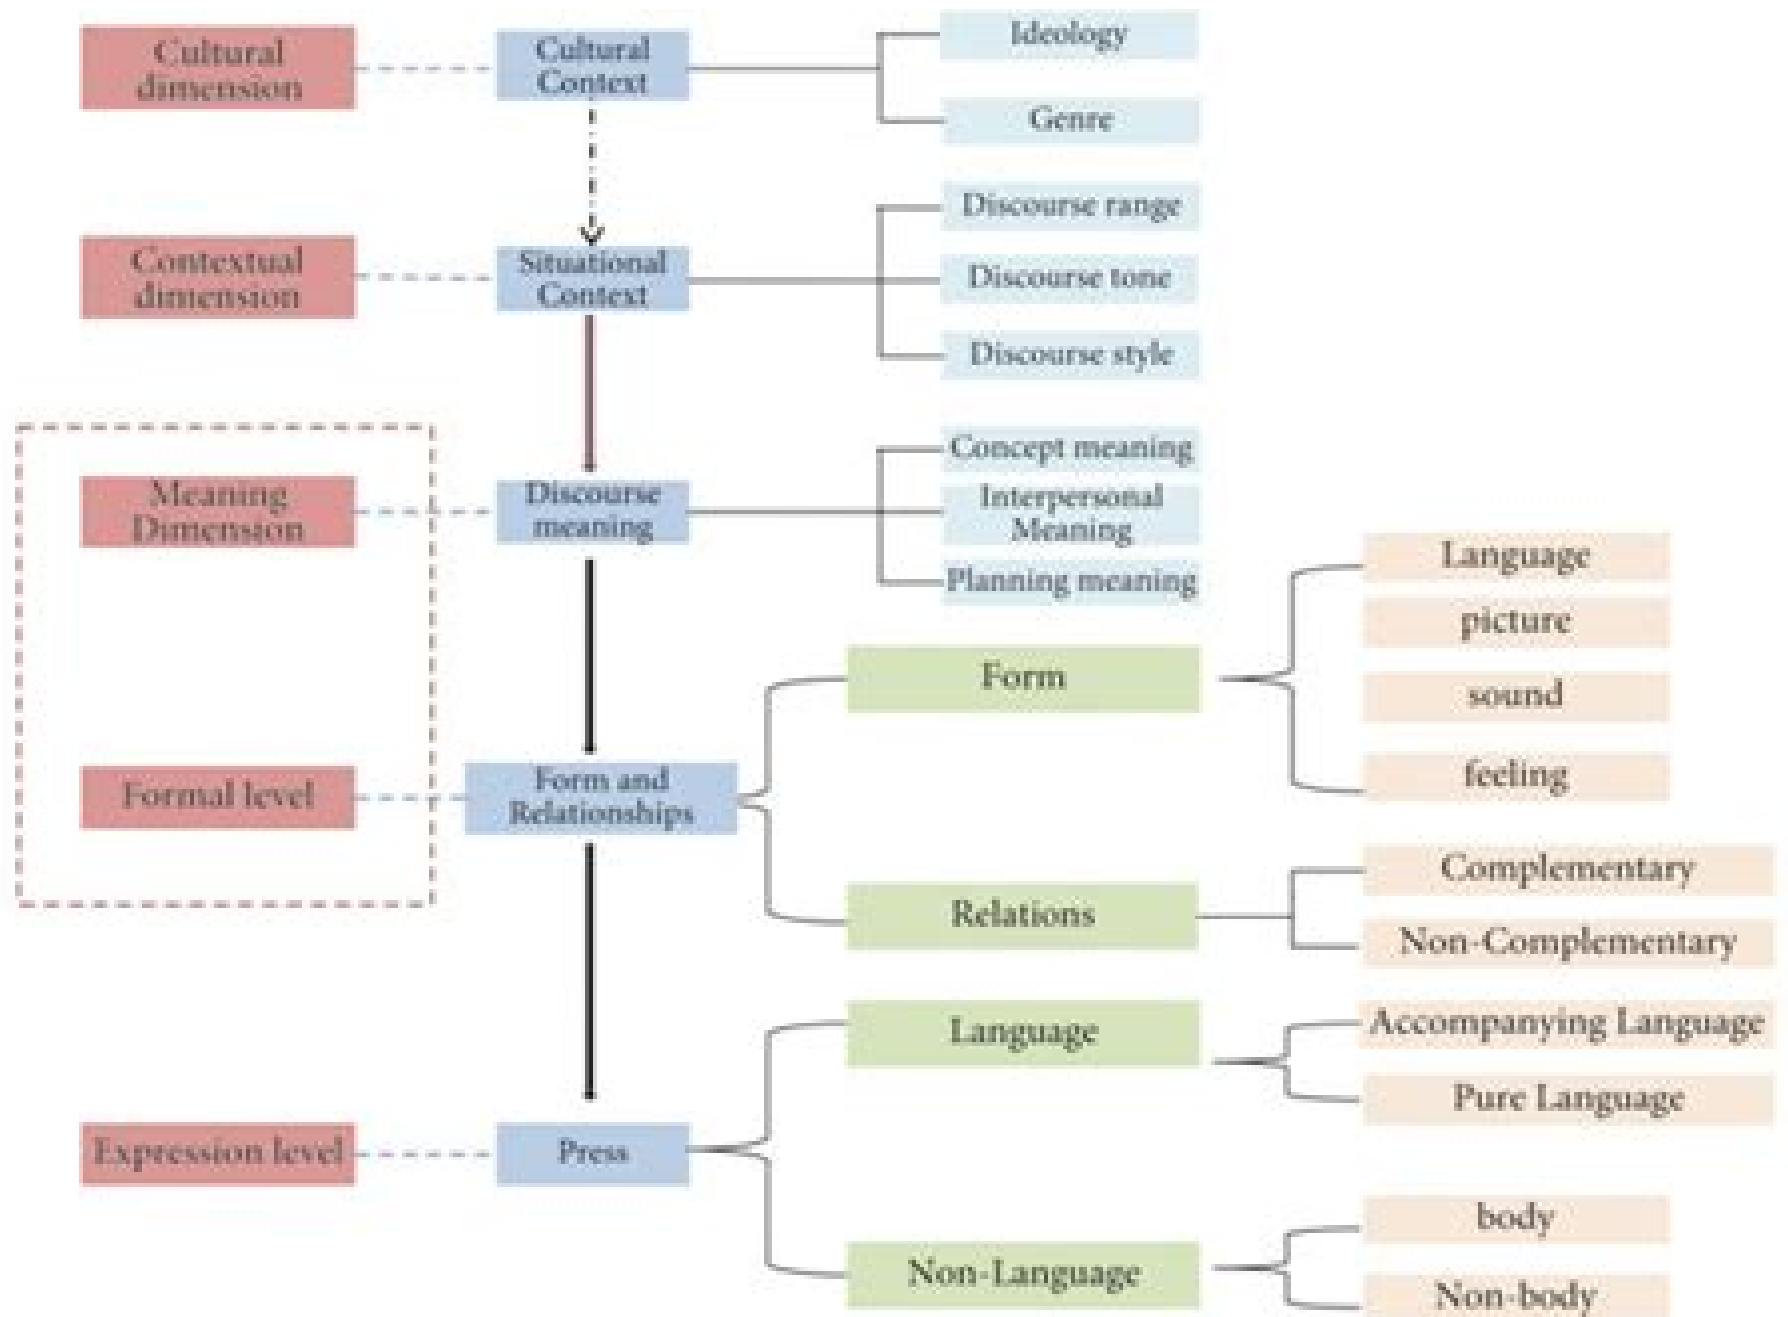 Cultural
dimension
Cultural
Context
Ideology
Genre
Contextual
dimension
Situational
Context
Discourse range
Discourse tone
Discourse style
Meaning
Dimension
Discourse
meaning
Concept meaning
Interpersonal
Meaning
Planning meaning
Formal level
Form and
Relationships
Form
Language
picture
sound
feeling
Relations
Complementary
Non-Complementary
Expression level
Press
Language
Accompanying Language
Pure Language
Non-Language
body
Non-body